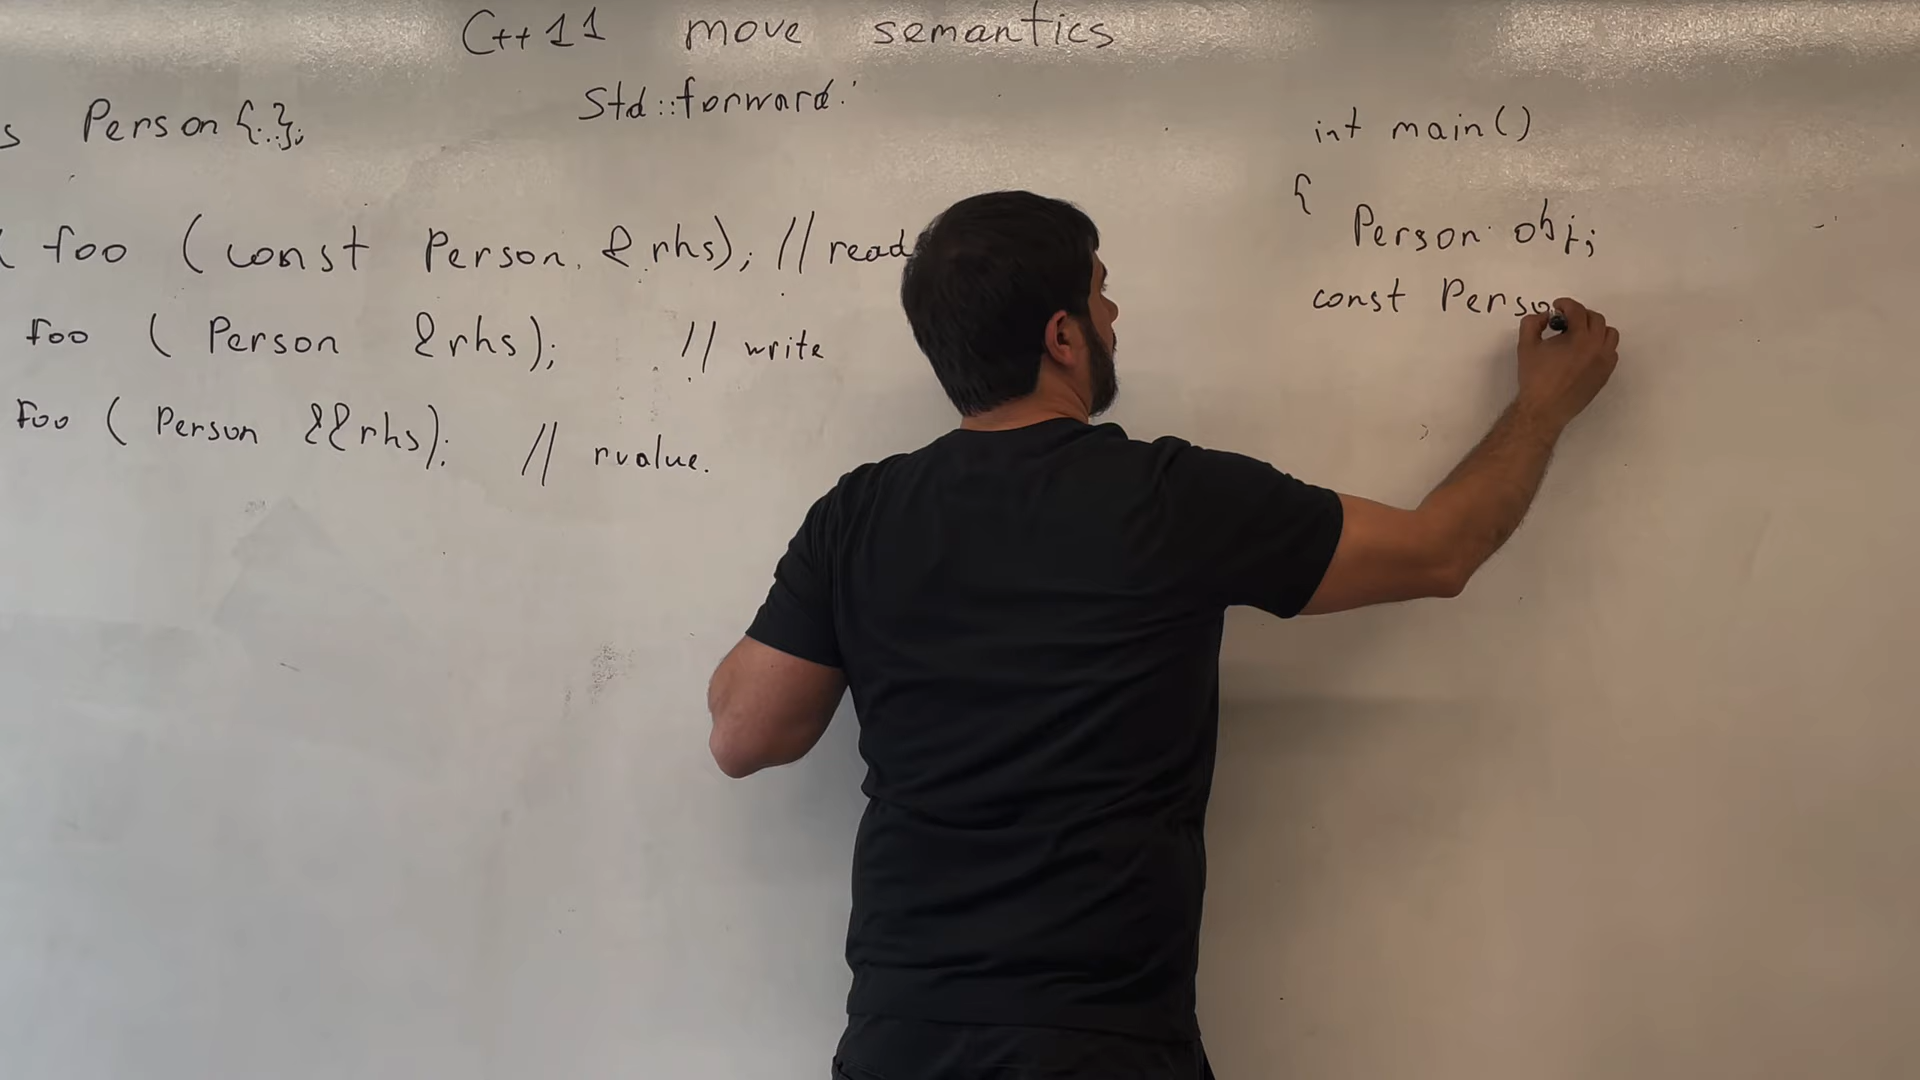 C++11 move semantics
std::forward.
s Person {..};
foo (const Person & rhs); // read
foo ( Person &rhs); // write
foo ( Person &&rhs); // rvalue.
int main()
{
Person obj;
const Perso